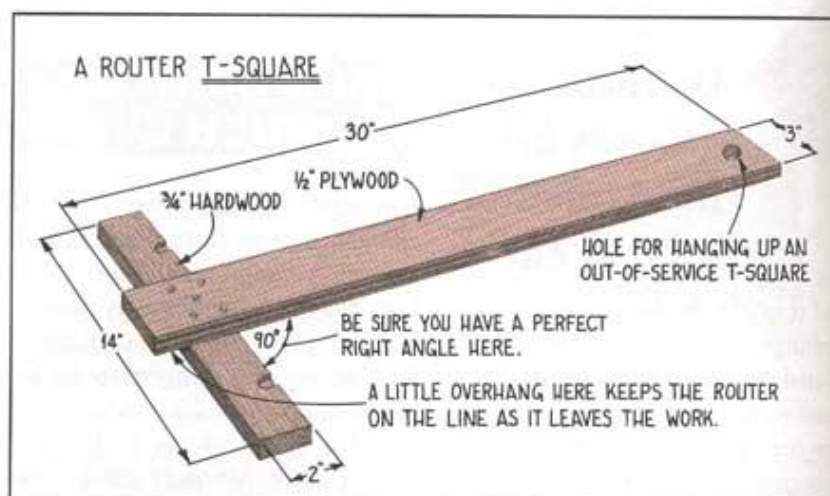 A ROUTER T-SQUARE
30"
3"
½" PLYWOOD
¾" HARDWOOD
HOLE FOR HANGING UP AN
OUT-OF-SERVICE T-SQUARE
14"
90°
BE SURE YOU HAVE A PERFECT
RIGHT ANGLE HERE.
A LITTLE OVERHANG HERE KEEPS THE ROUTER
ON THE LINE AS IT LEAVES THE WORK.
2"